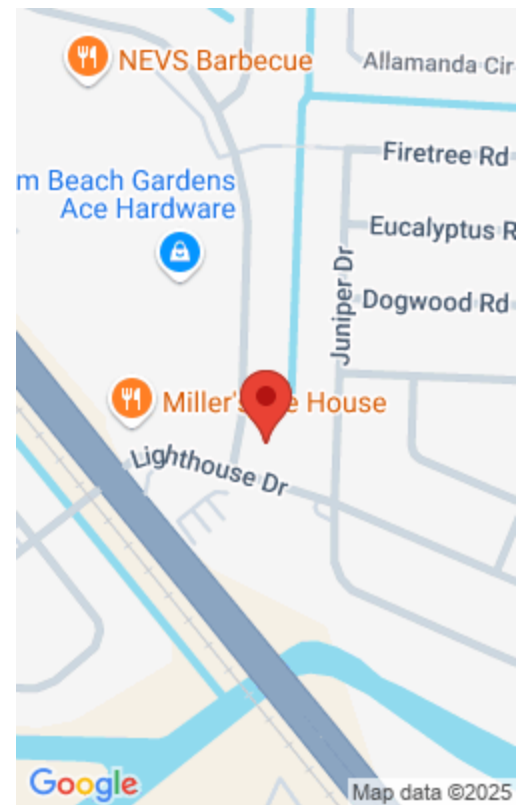 NEVS Barbecue
Allamanda Cir
Firetree Rd
m Beach Gardens
Ace Hardware
Eucalyptus R
Juniper Dr
Dogwood Rd
Miller's e House
Lighthouse Dr
Google
Map data ©2025